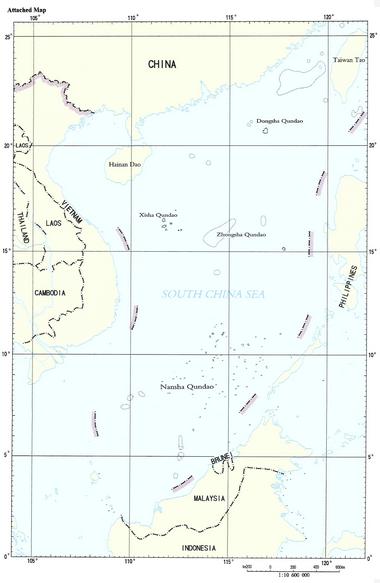 Attached Map
105° 110° 115° 120°
25° 25°
CHINA
Taiwan Tao
Dongsha Qundao
20° 20°
LAOS
Hainan Dao
VIETNAM
Xisha Qundao
THAILAND
LAOS
Zhongsha Qundao
15° 15°
CAMBODIA
SOUTH CHINA SEA
PHILIPPINES
10° 10°
Nansha Qundao
5° 5°
BRUNEI
MALAYSIA
INDONESIA
0° 0°
105° 110° 115° 120°
1:10 600 000